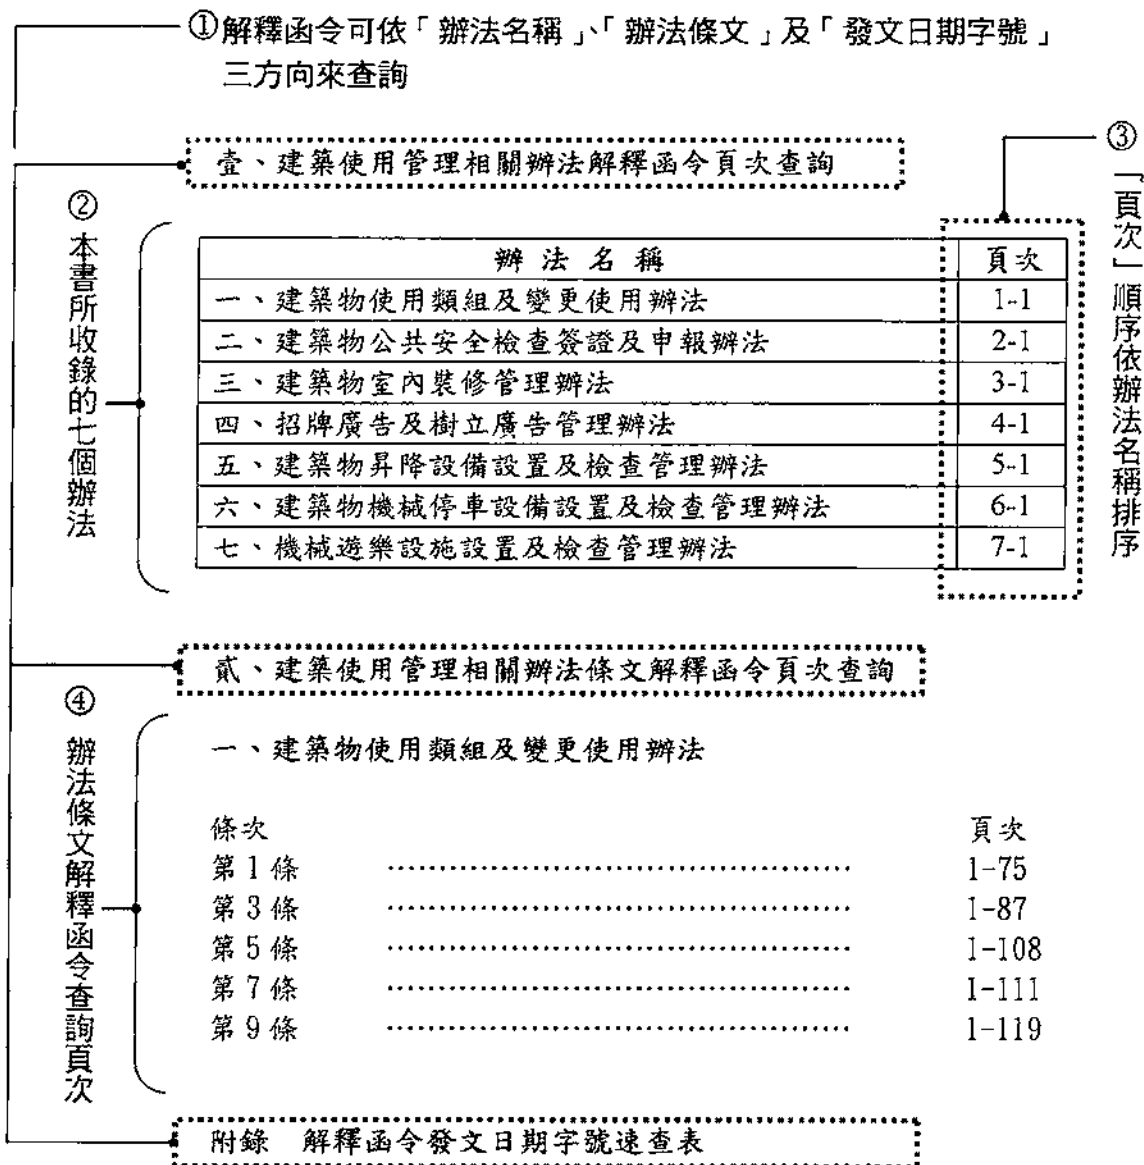 ①解釋函令可依「辦法名稱」、「辦法條文」及「發文日期字號」
三方向來查詢
③「頁次」順序依辦法名稱排序
壹、建築使用管理相關辦法解釋函令頁次查詢
②本書所收錄的七個辦法
辦法名稱 頁次
一、建築物使用類組及變更使用辦法 1-1
二、建築物公共安全檢查簽證及申報辦法 2-1
三、建築物室內裝修管理辦法 3-1
四、招牌廣告及樹立廣告管理辦法 4-1
五、建築物昇降設備設置及檢查管理辦法 5-1
六、建築物機械停車設備設置及檢查管理辦法 6-1
七、機械遊樂設施設置及檢查管理辦法 7-1
貳、建築使用管理相關辦法條文解釋函令頁次查詢
④辦法條文解釋函令查詢頁次
一、建築物使用類組及變更使用辦法
條次 頁次
第1條 ………………………………………… 1-75
第3條 ………………………………………… 1-87
第5條 ………………………………………… 1-108
第7條 ………………………………………… 1-111
第9條 ………………………………………… 1-119
附錄 解釋函令發文日期字號速查表